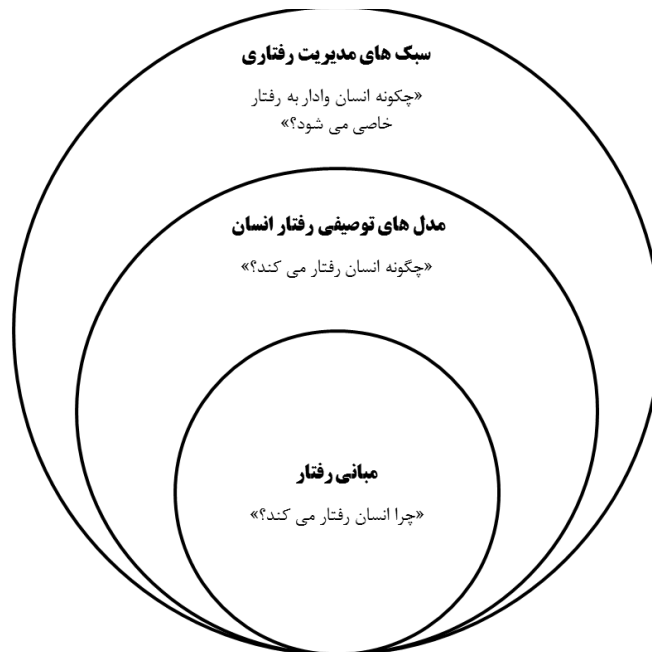 سبک های مدیریت رفتاری
«چکونه انسان وادار به رفتار
خاصی می شود؟»
مدل های توصیفی رفتار انسان
«چگونه انسان رفتار می کند؟»
مبانی رفتار
«چرا انسان رفتار می کند؟»